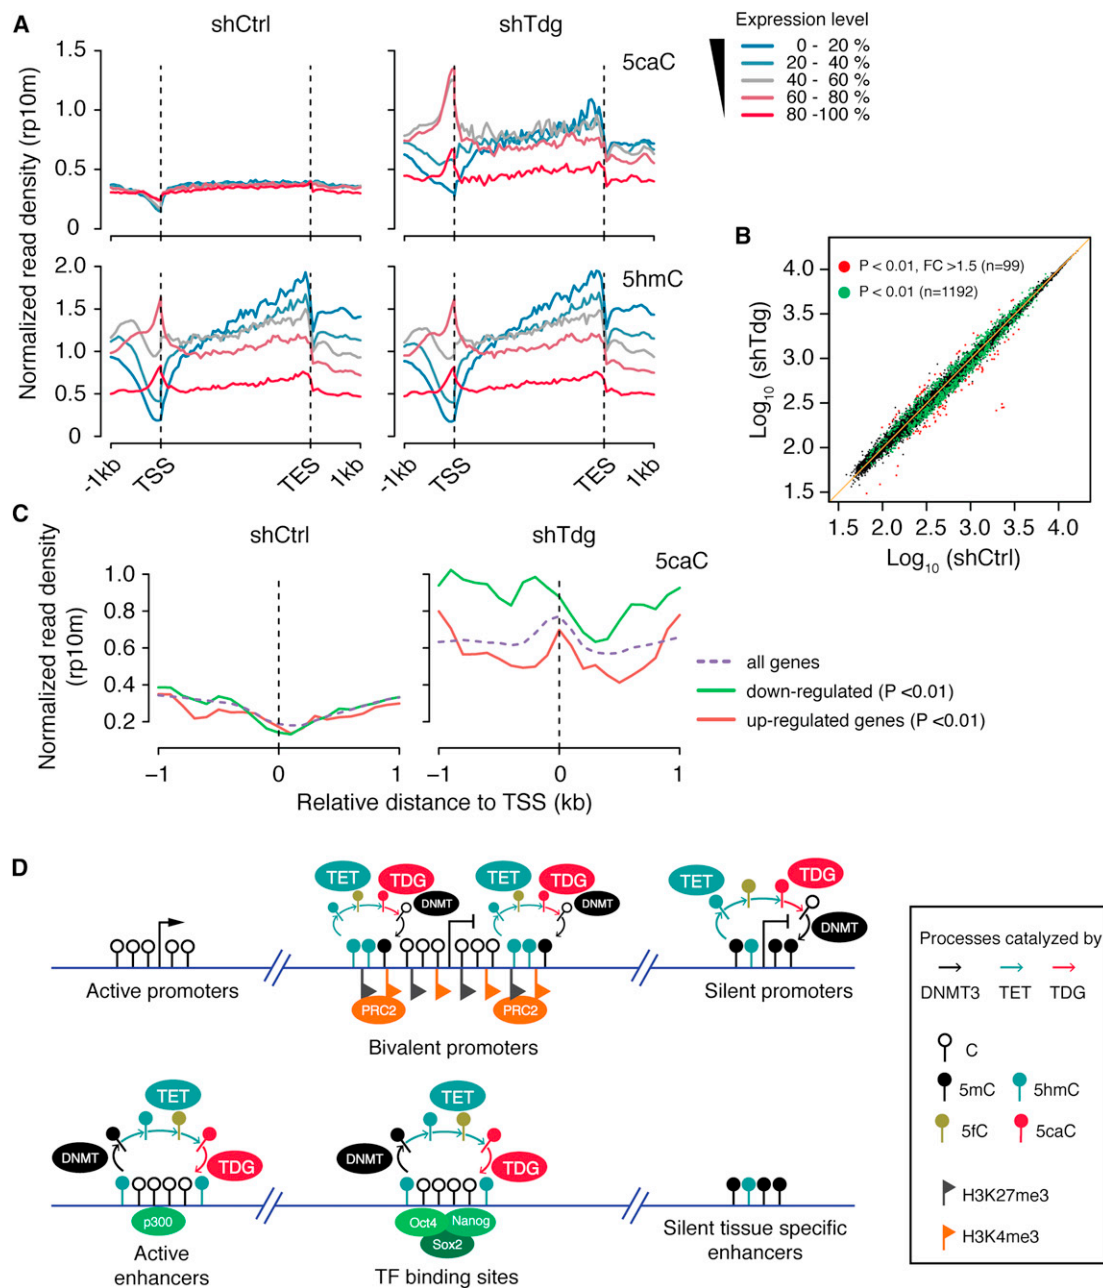 A
shCtrl
shTdg
Expression level
0 - 20 %
20 - 40 %
40 - 60 %
60 - 80 %
80 -100 %
5caC
Normalized read density (rp10m)
1.5
1.0
0.5
0
5hmC
2.0
1.5
1.0
0.5
0
-1kb
TSS
TES
1kb
-1kb
TSS
TES
1kb
B
P < 0.01, FC >1.5 (n=99)
P < 0.01 (n=1192)
Log10 (shTdg)
4.0
3.5
3.0
2.5
2.0
1.5
1.5 2.0 2.5 3.0 3.5 4.0
Log10 (shCtrl)
C
shCtrl
shTdg
5caC
Normalized read density
(rp10m)
1.0
0.8
0.6
0.4
0.2
−1 0 1
−1 0 1
Relative distance to TSS (kb)
all genes
down-regulated (P <0.01)
up-regulated genes (P <0.01)
D
TET
TDG
DNMT
TET
TDG
DNMT
TET
TDG
DNMT
PRC2
PRC2
Active promoters
Bivalent promoters
Silent promoters
TET
DNMT
TDG
p300
Active
enhancers
TET
DNMT
TDG
Oct4
Nanog
Sox2
TF binding sites
Silent tissue specific
enhancers
Processes catalyzed by
DNMT3 TET TDG
C
5mC
5hmC
5fC
5caC
H3K27me3
H3K4me3